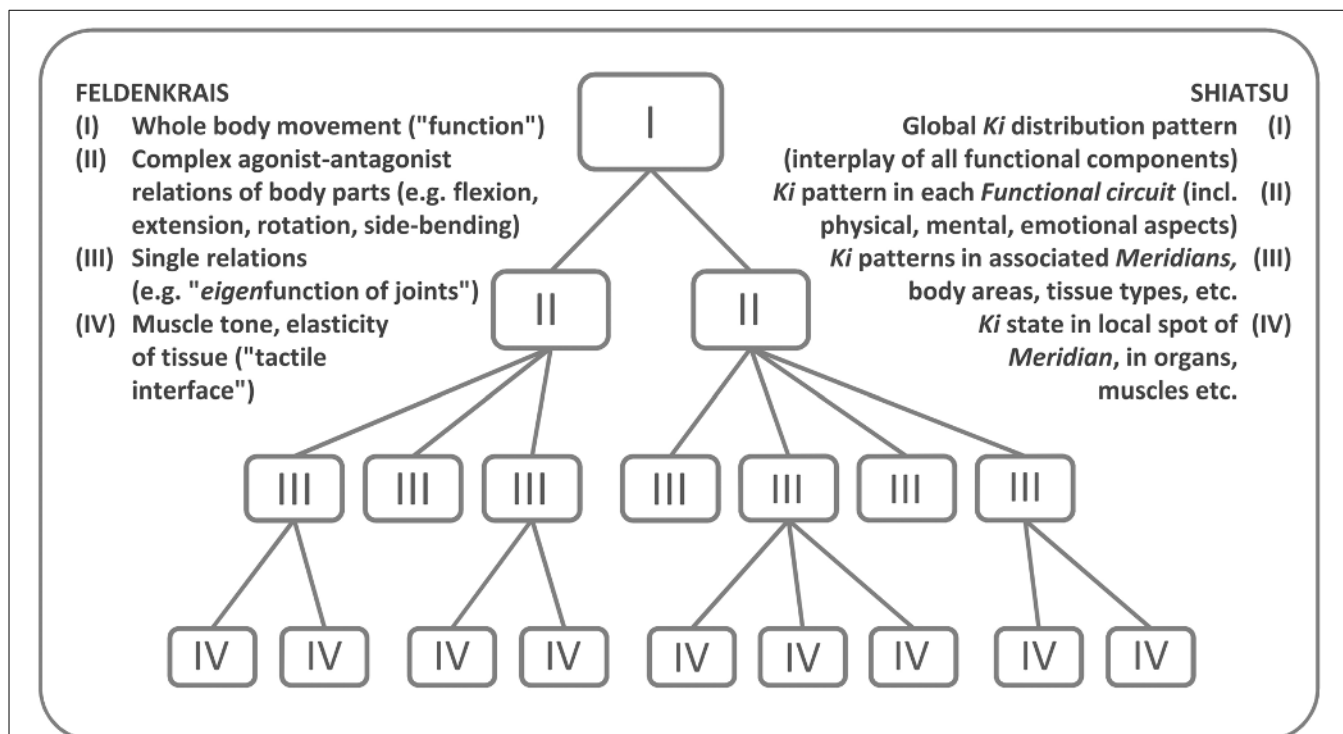 FELDENKRAIS
(I) Whole body movement ("function")
(II) Complex agonist-antagonist
relations of body parts (e.g. flexion,
extension, rotation, side-bending)
(III) Single relations
(e.g. "eigenfunction of joints")
(IV) Muscle tone, elasticity
of tissue ("tactile
interface")
SHIATSU
Global Ki distribution pattern (I)
(interplay of all functional components)
Ki pattern in each Functional circuit (incl. (II)
physical, mental, emotional aspects)
Ki patterns in associated Meridians, (III)
body areas, tissue types, etc.
Ki state in local spot of (IV)
Meridian, in organs,
muscles etc.
I
II II
III III III III III III III
IV IV IV IV IV IV IV IV IV